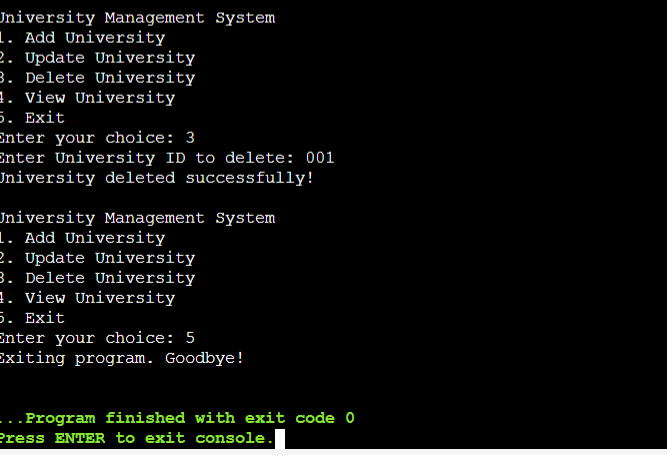 University Management System
1. Add University
2. Update University
3. Delete University
4. View University
5. Exit
Enter your choice: 3
Enter University ID to delete: 001
University deleted successfully!
University Management System
1. Add University
2. Update University
3. Delete University
4. View University
5. Exit
Enter your choice: 5
Exiting program. Goodbye!
...Program finished with exit code 0
Press ENTER to exit console.